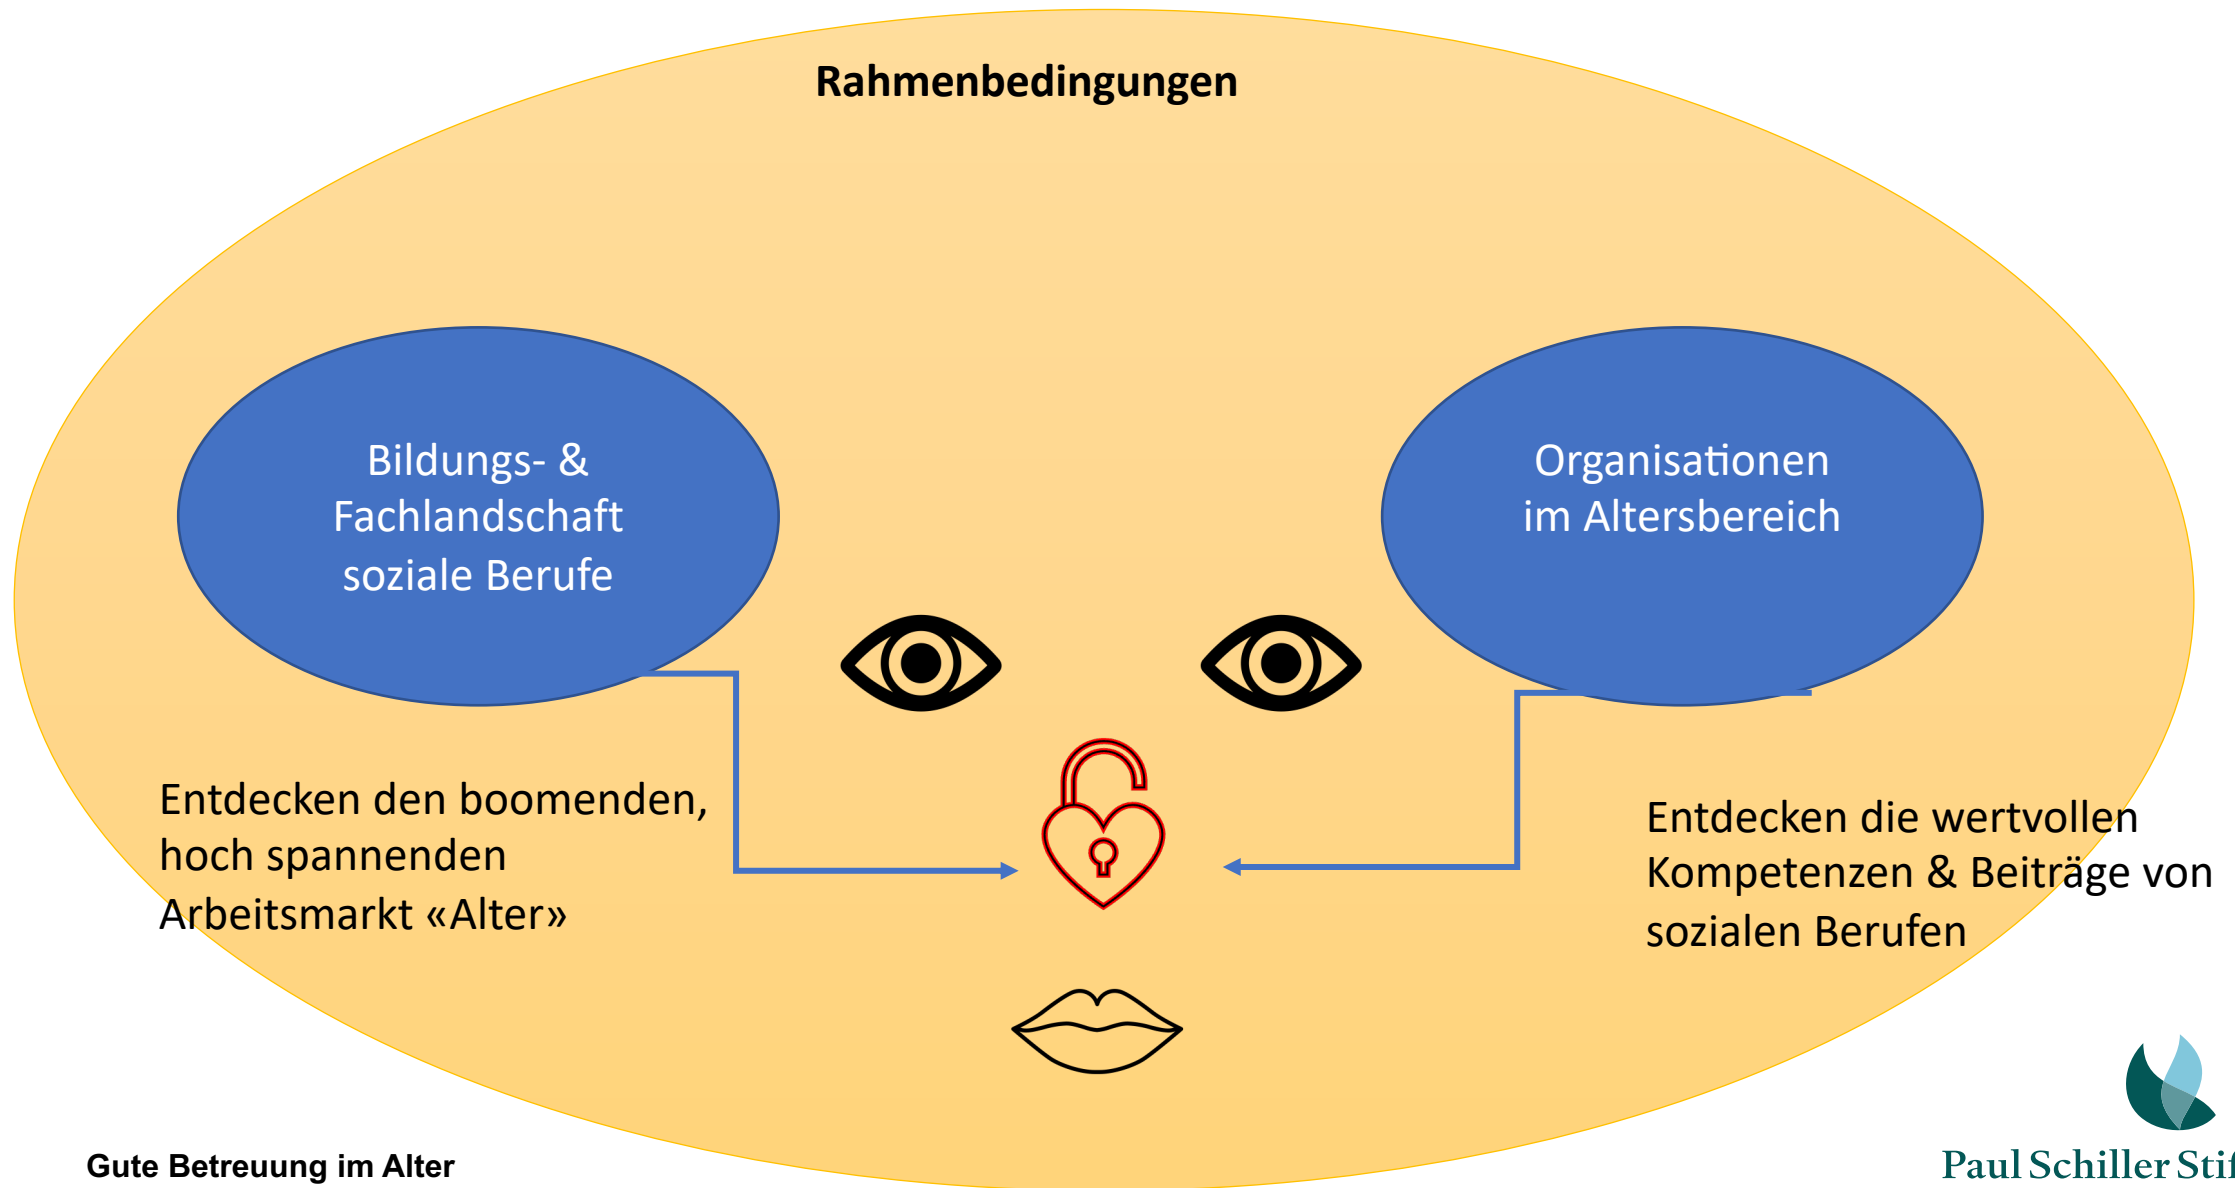 Rahmenbedingungen
Bildungs- &
Fachlandschaft
soziale Berufe
Organisationen
im Altersbereich
Entdecken den boomenden,
hoch spannenden
Arbeitsmarkt «Alter»
Entdecken die wertvollen
Kompetenzen & Beiträge von
sozialen Berufen
Gute Betreuung im Alter
Paul Schiller Stif